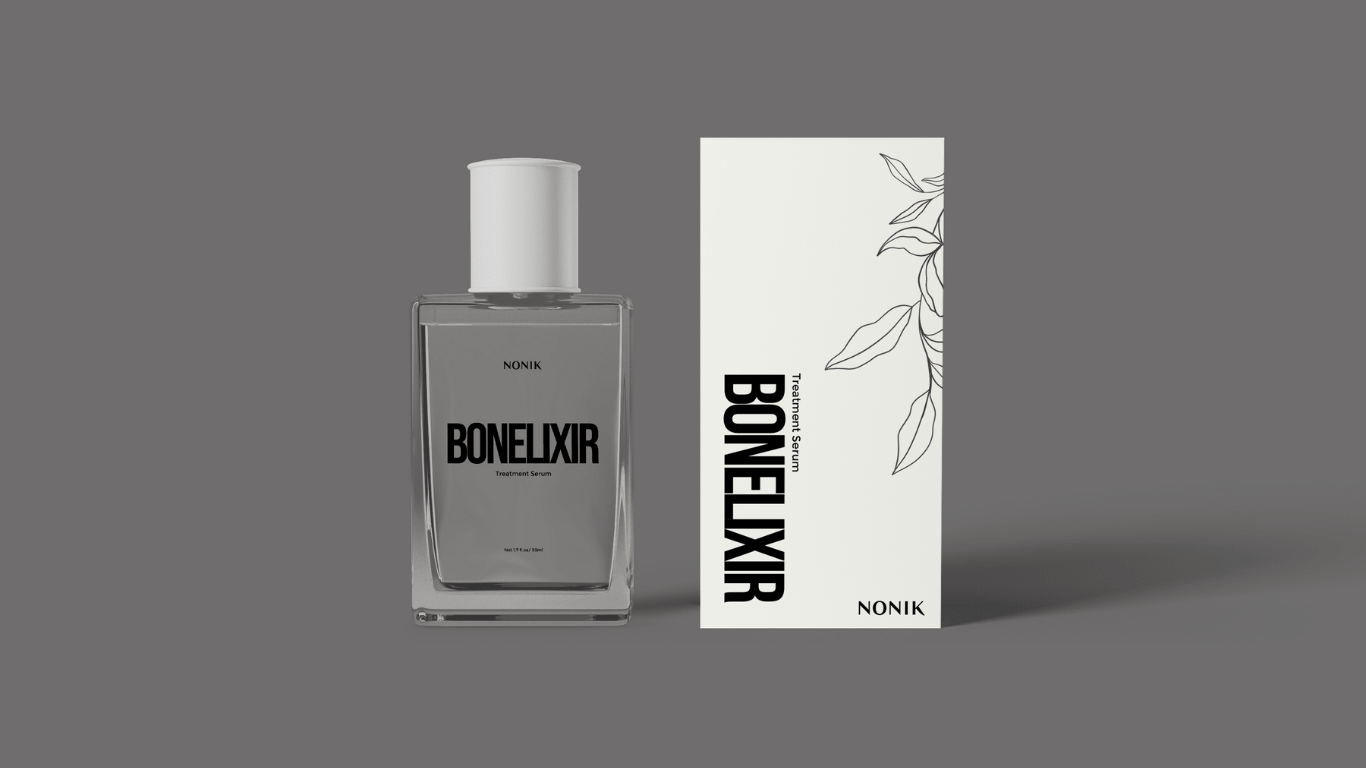 NONIK
BONELIXIR
Treatment Serum
Treatment Serum
BONELIXIR
NONIK